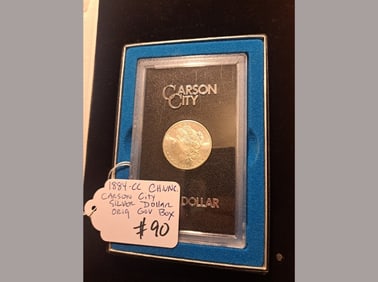 CARSON
CITY
DOLLAR
1884-CC CH UNC
CARSON CITY
SILVER DOLLAR
ORIG GOV BOX
$90